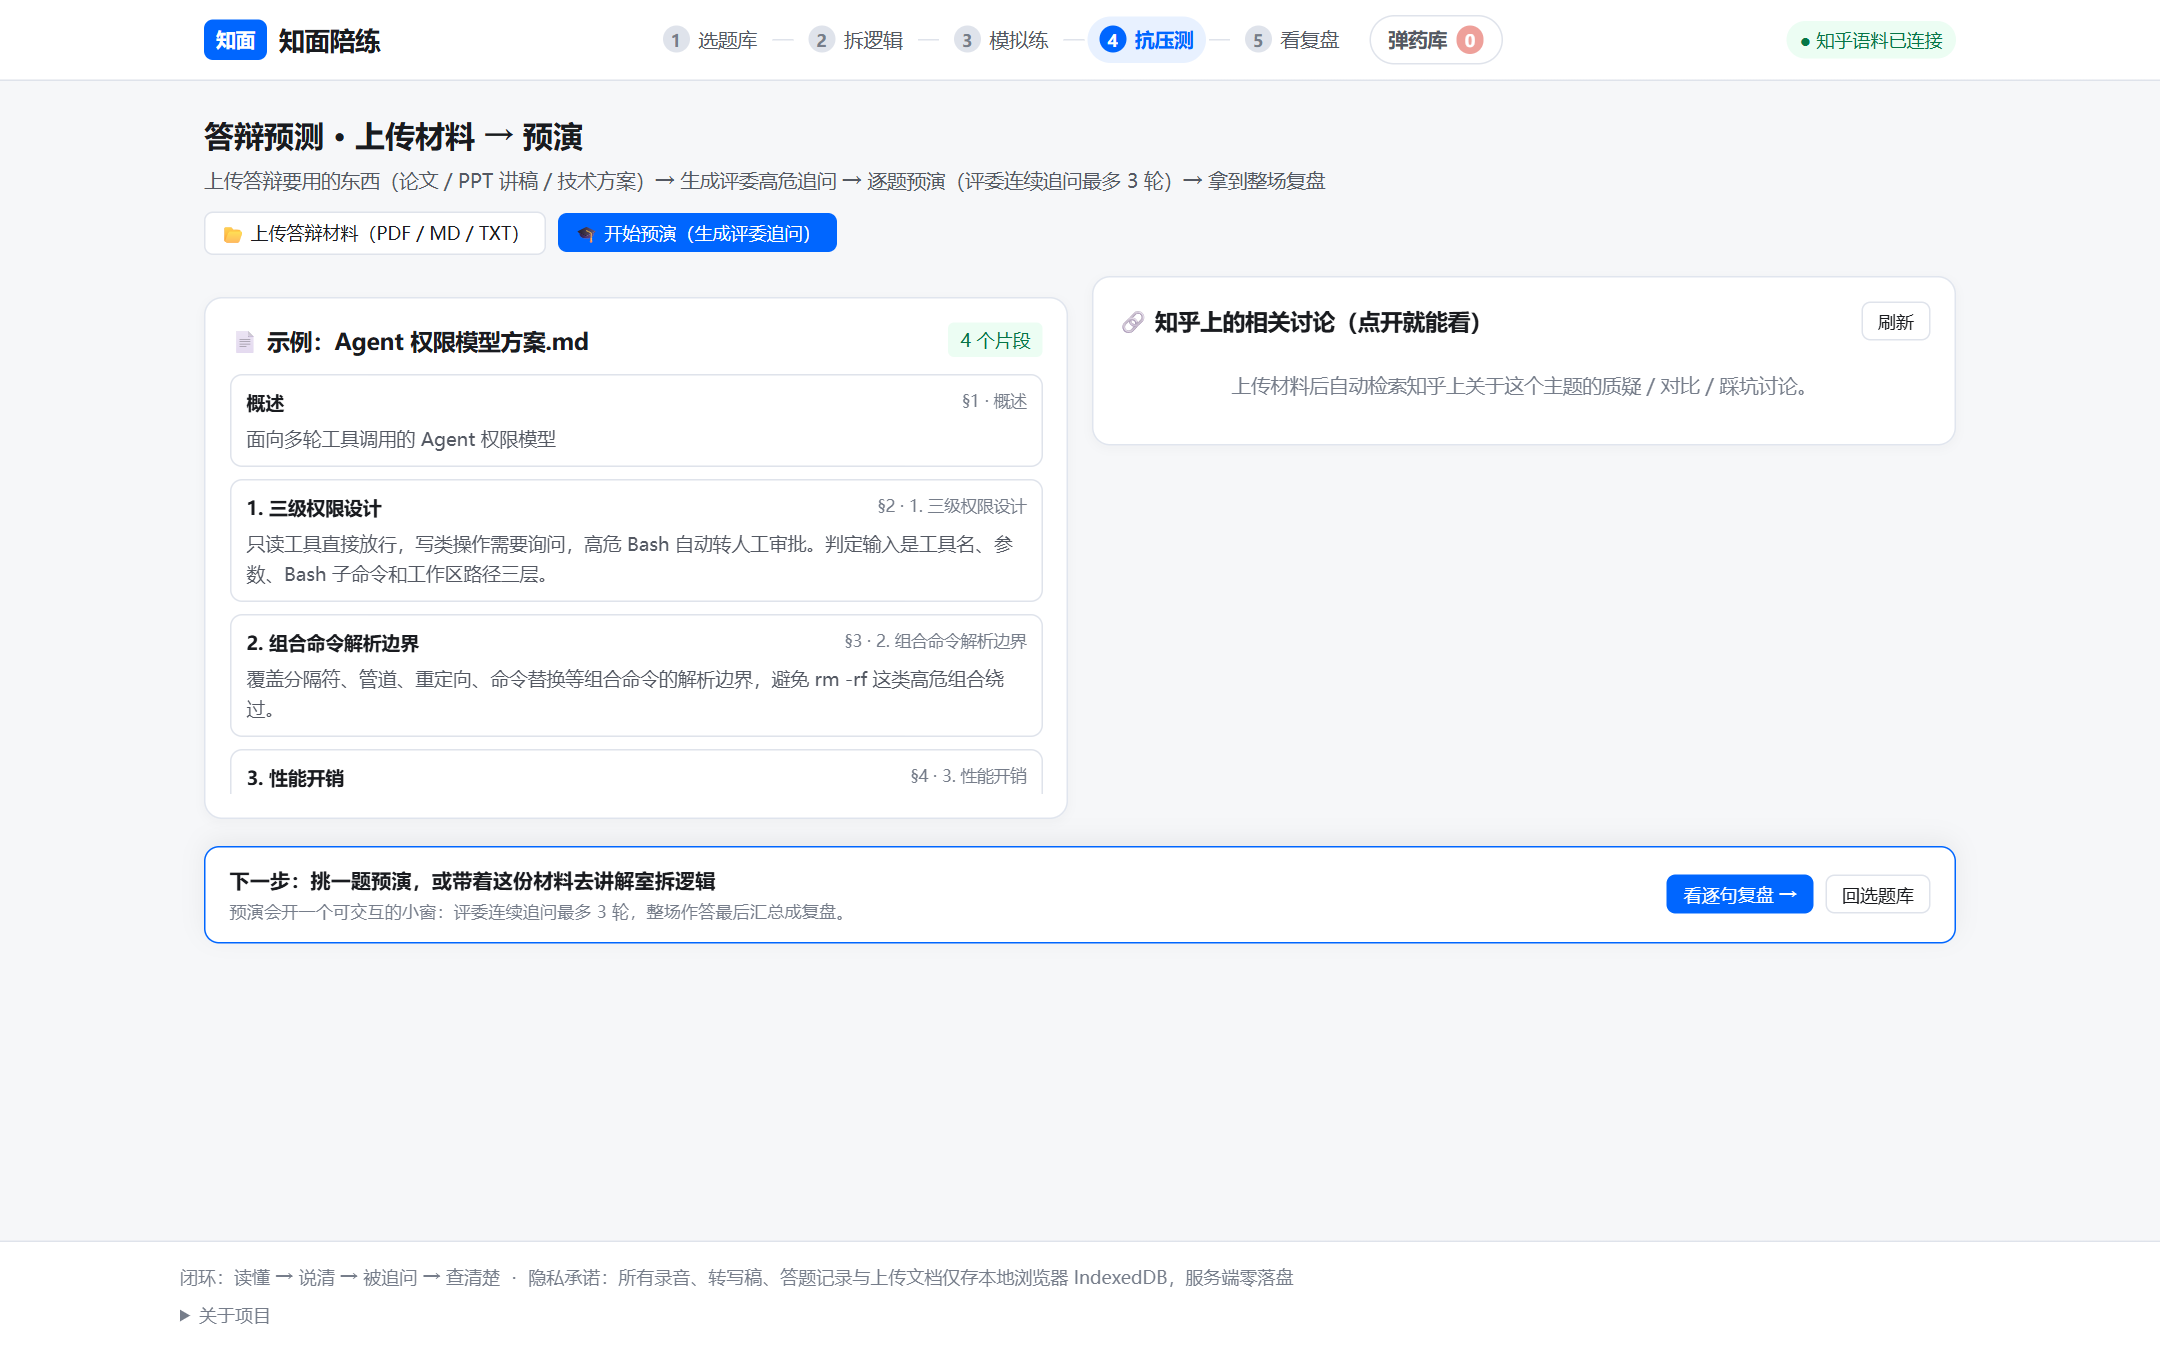 知面 知面陪练
1 选题库 2 拆逻辑 3 模拟练 4 抗压测 5 看复盘 弹药库 0
● 知乎语料已连接
答辩预测 • 上传材料 → 预演
上传答辩要用的东西（论文 / PPT 讲稿 / 技术方案）→ 生成评委高危追问 → 逐题预演（评委连续追问最多 3 轮）→ 拿到整场复盘
上传答辩材料（PDF / MD / TXT） 开始预演（生成评委追问）
示例：Agent 权限模型方案.md 4 个片段
概述 §1 · 概述
面向多轮工具调用的 Agent 权限模型
1. 三级权限设计 §2 · 1. 三级权限设计
只读工具直接放行，写类操作需要询问，高危 Bash 自动转人工审批。判定输入是工具名、参
数、Bash 子命令和工作区路径三层。
2. 组合命令解析边界 §3 · 2. 组合命令解析边界
覆盖分隔符、管道、重定向、命令替换等组合命令的解析边界，避免 rm -rf 这类高危组合绕
过。
3. 性能开销 §4 · 3. 性能开销
知乎上的相关讨论（点开就能看） 刷新
上传材料后自动检索知乎上关于这个主题的质疑 / 对比 / 踩坑讨论。
下一步：挑一题预演，或带着这份材料去讲解室拆逻辑
预演会开一个可交互的小窗：评委连续追问最多 3 轮，整场作答最后汇总成复盘。
看逐句复盘 → 回选题库
闭环：读懂 → 说清 → 被追问 → 查清楚 · 隐私承诺：所有录音、转写稿、答题记录与上传文档仅存本地浏览器 IndexedDB，服务端零落盘
▶ 关于项目